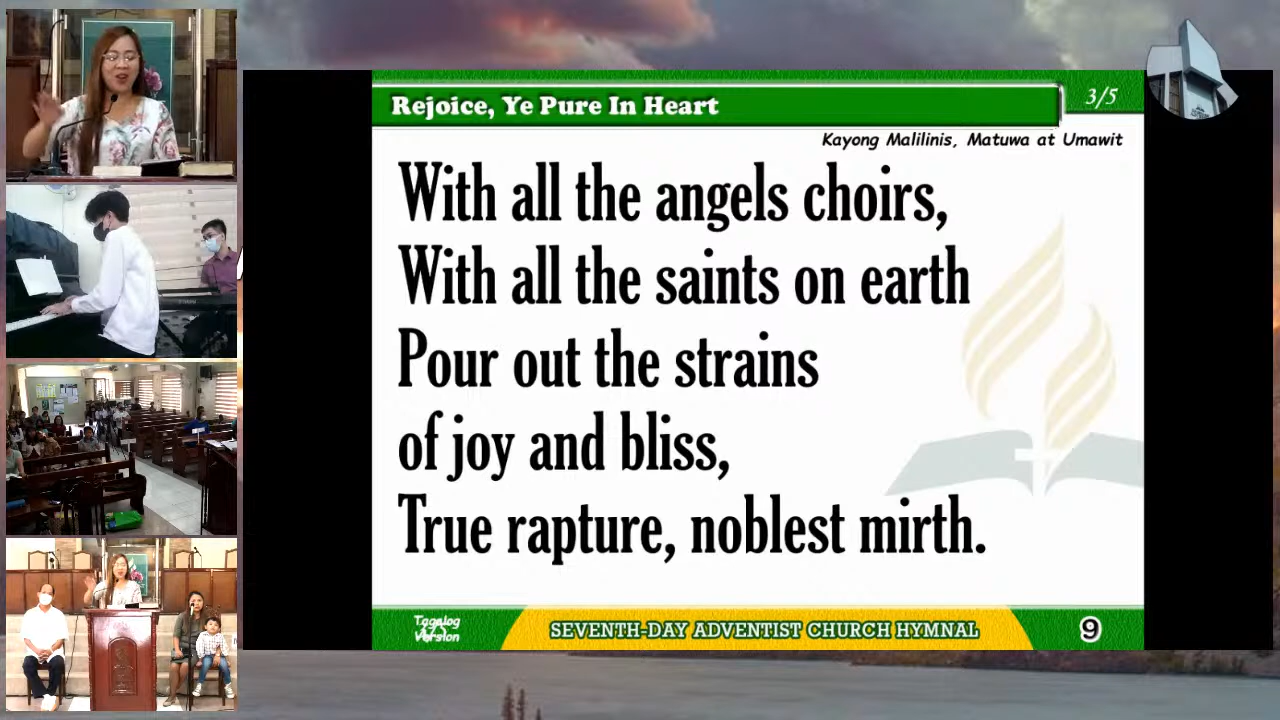 Rejoice, Ye Pure In Heart
3/5
Kayong Malilinis, Matuwa at Umawit
With all the angels choirs,
With all the saints on earth
Pour out the strains
of joy and bliss,
True rapture, noblest mirth.
Tagalog
Version
SEVENTH-DAY ADVENTIST CHURCH HYMNAL
9